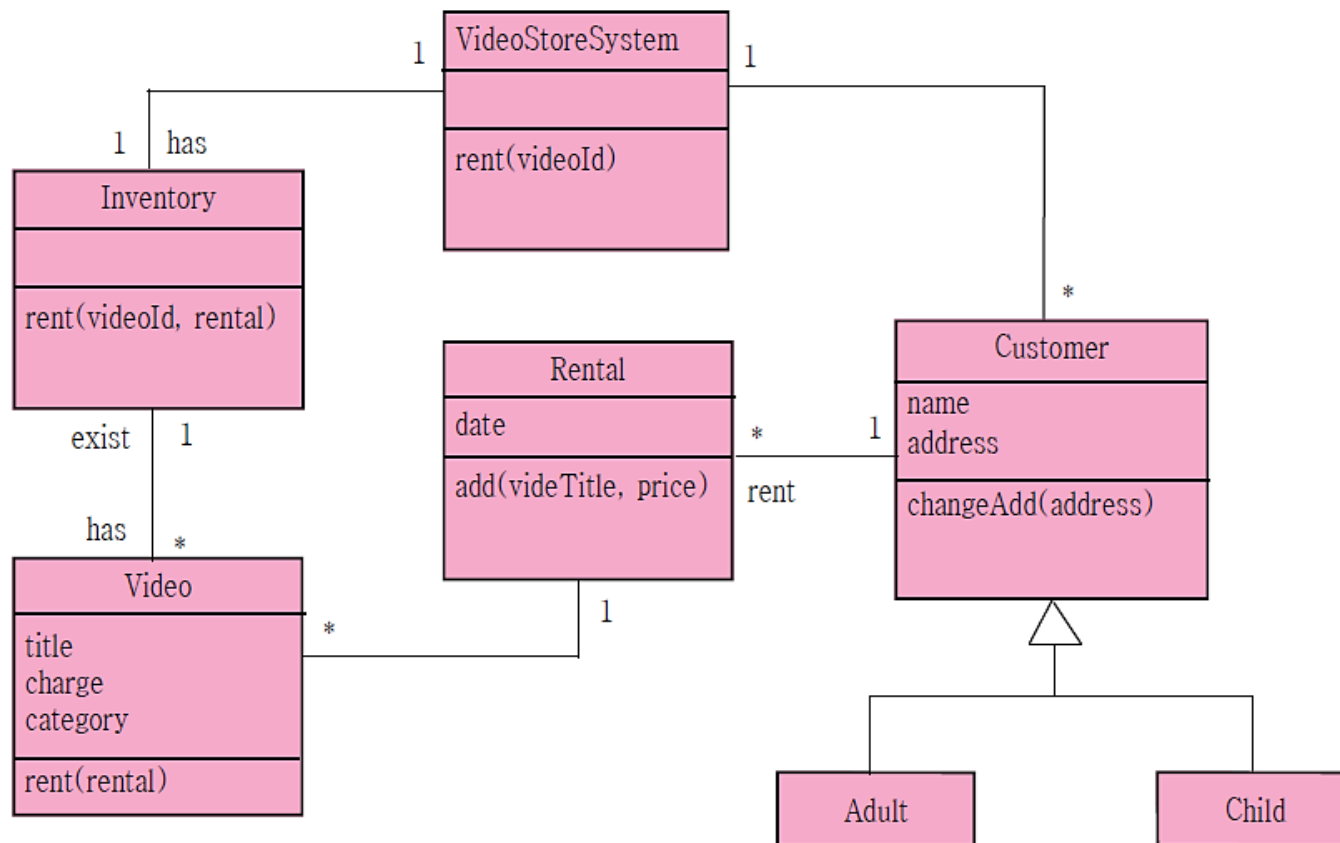 VideoStoreSystem
1
1
rent(videoId)
1
has
Inventory
rent(videoId, rental)
*
Customer
name
address
changeAdd(address)
Rental
date
add(videTitle, price)
*
1
rent
exist
1
has
*
Video
title
charge
category
rent(rental)
*
1
Adult
Child